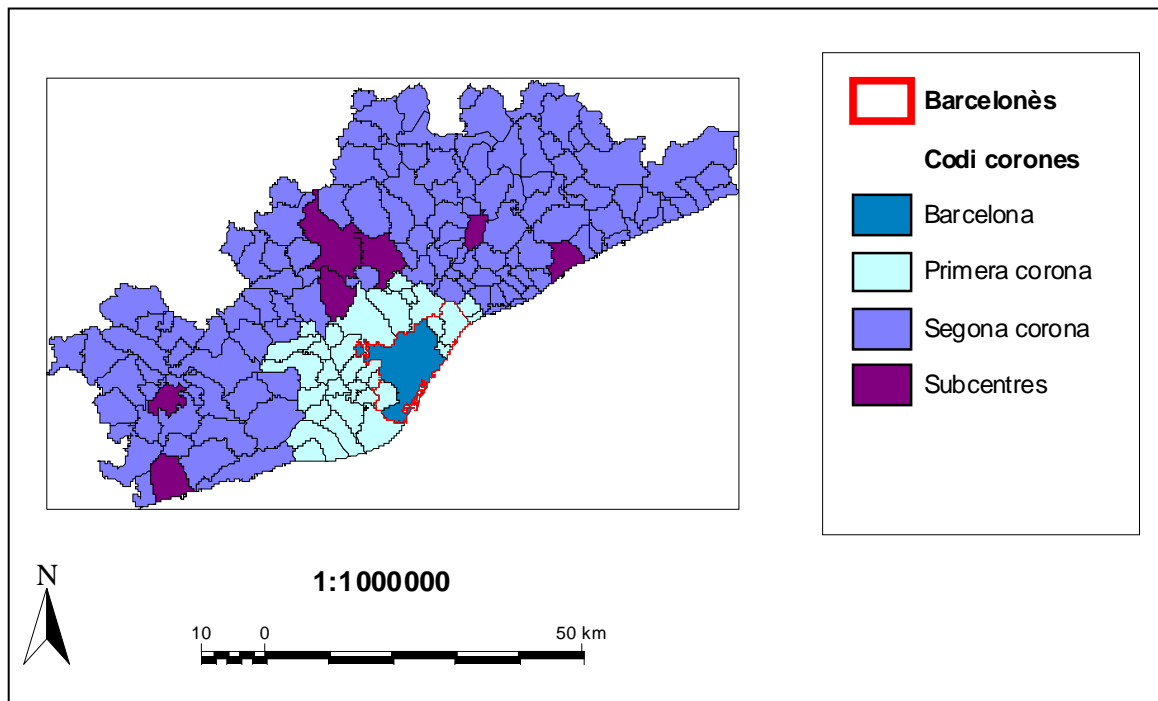 Barcelonès
Codi corones
Barcelona
Primera corona
Segona corona
Subcentres
1:1000000
N
10 0 50 km